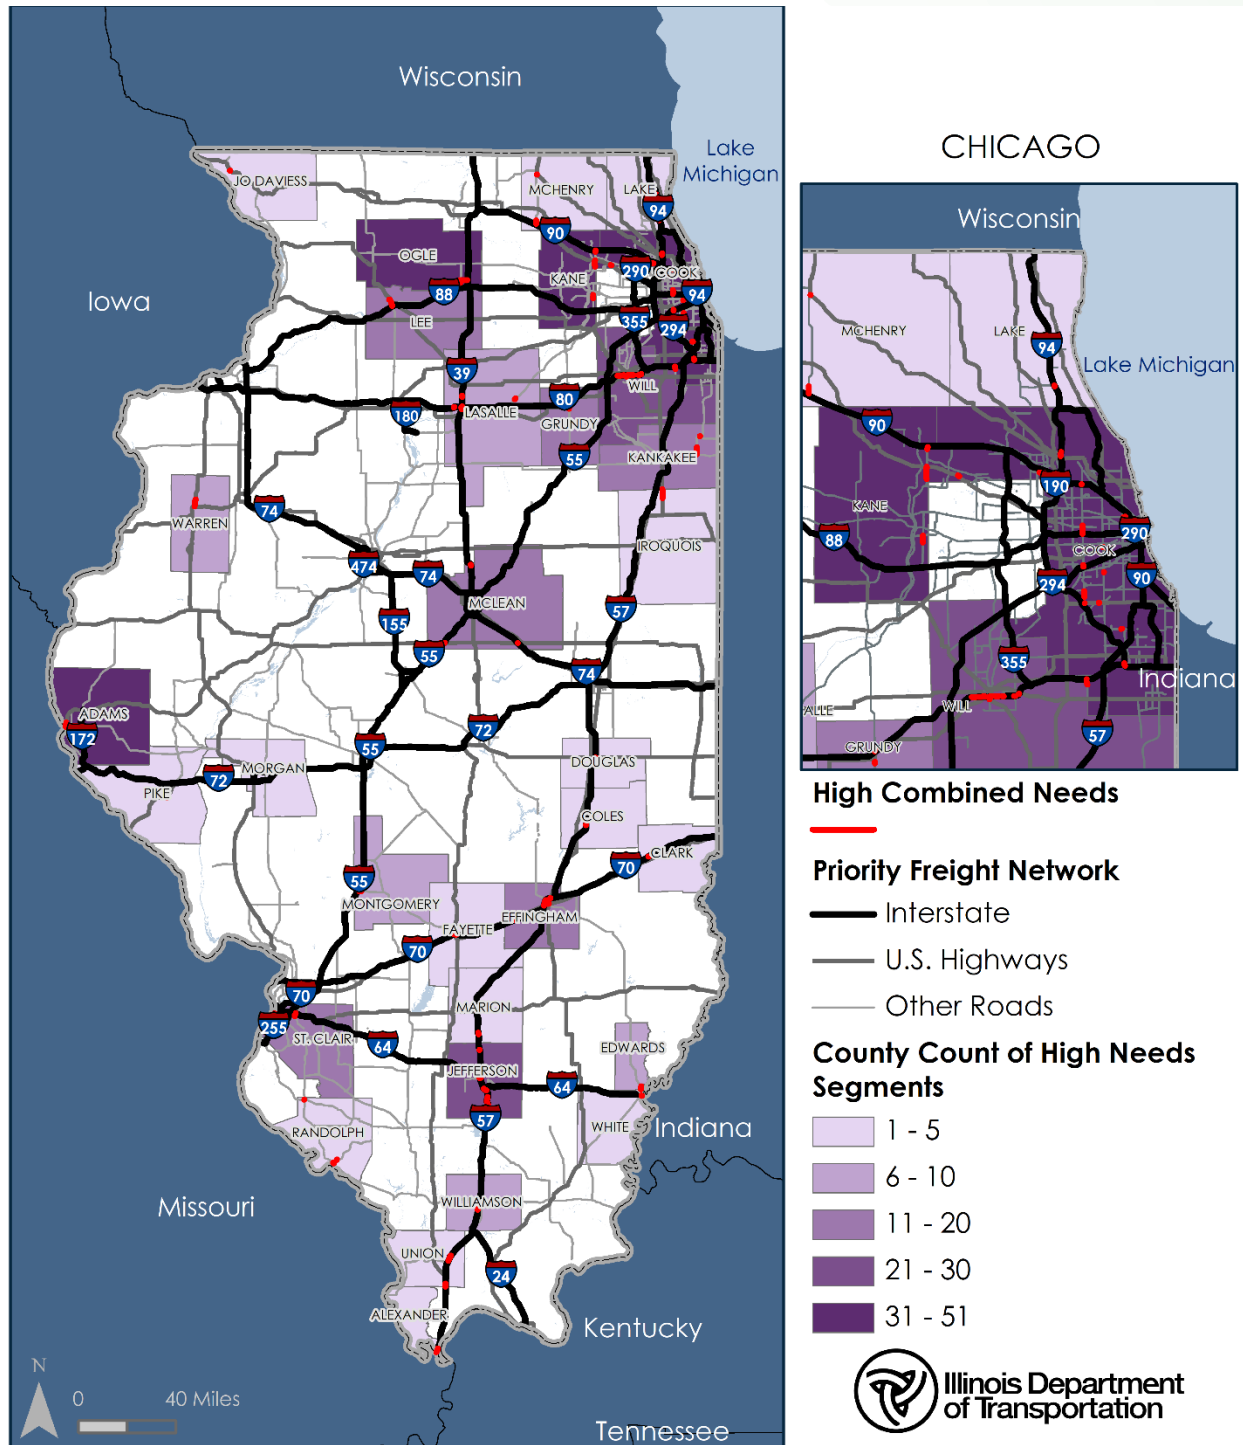 Wisconsin
Lake
Michigan
Iowa
JO DAVIESS
MCHENRY
LAKE
94
90
OGLE
KANE
290
COOK
88
94
LEE
355
294
39
WILL
80
180
LASALLE
GRUNDY
55
KANKAKEE
74
WARREN
IROQUOIS
474
74
MCLEAN
57
155
55
74
ADAMS
172
72
55
DOUGLAS
MORGAN
72
PIKE
COLES
CLARK
70
55
MONTGOMERY
EFFINGHAM
FAYETTE
70
70
MARION
255
ST. CLAIR
64
EDWARDS
JEFFERSON
64
57
RANDOLPH
WHITE
Indiana
Missouri
WILLIAMSON
UNION
24
ALEXANDER
Kentucky
N
0 40 Miles
Tennessee
CHICAGO
Wisconsin
MCHENRY
LAKE
94
Lake Michigan
90
190
KANE
88
290
COOK
294
90
355
Indiana
ALLE
WILL
57
GRUNDY
High Combined Needs
Priority Freight Network
Interstate
U.S. Highways
Other Roads
County Count of High Needs
Segments
1 - 5
6 - 10
11 - 20
21 - 30
31 - 51
Illinois Department
of Transportation